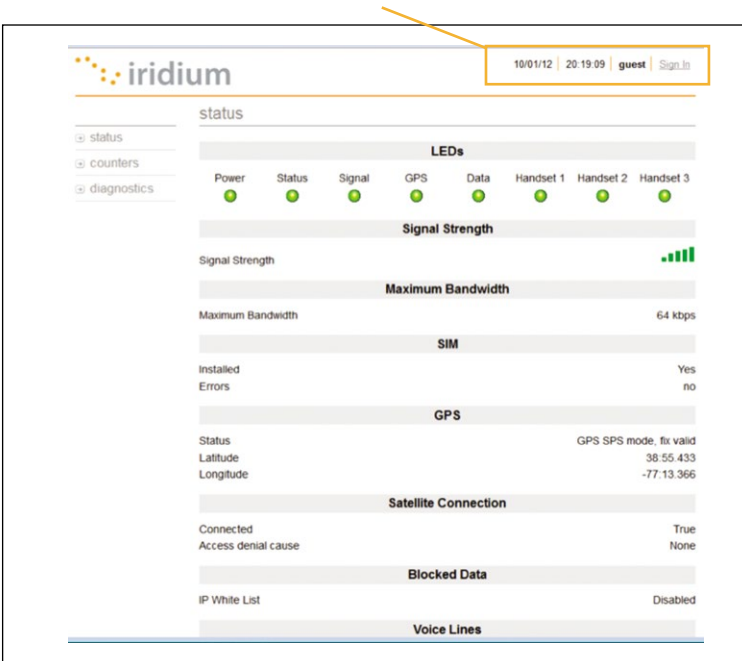 iridium
10/01/12 20:19:09 guest Sign In
status
status
counters
diagnostics
LEDs
Power Status Signal GPS Data Handset 1 Handset 2 Handset 3
Signal Strength
Signal Strength
Maximum Bandwidth
Maximum Bandwidth 64 kbps
SIM
Installed Yes
Errors no
GPS
Status GPS SPS mode, fix valid
Latitude 38:55.433
Longitude -77:13.366
Satellite Connection
Connected True
Access denial cause None
Blocked Data
IP White List Disabled
Voice Lines